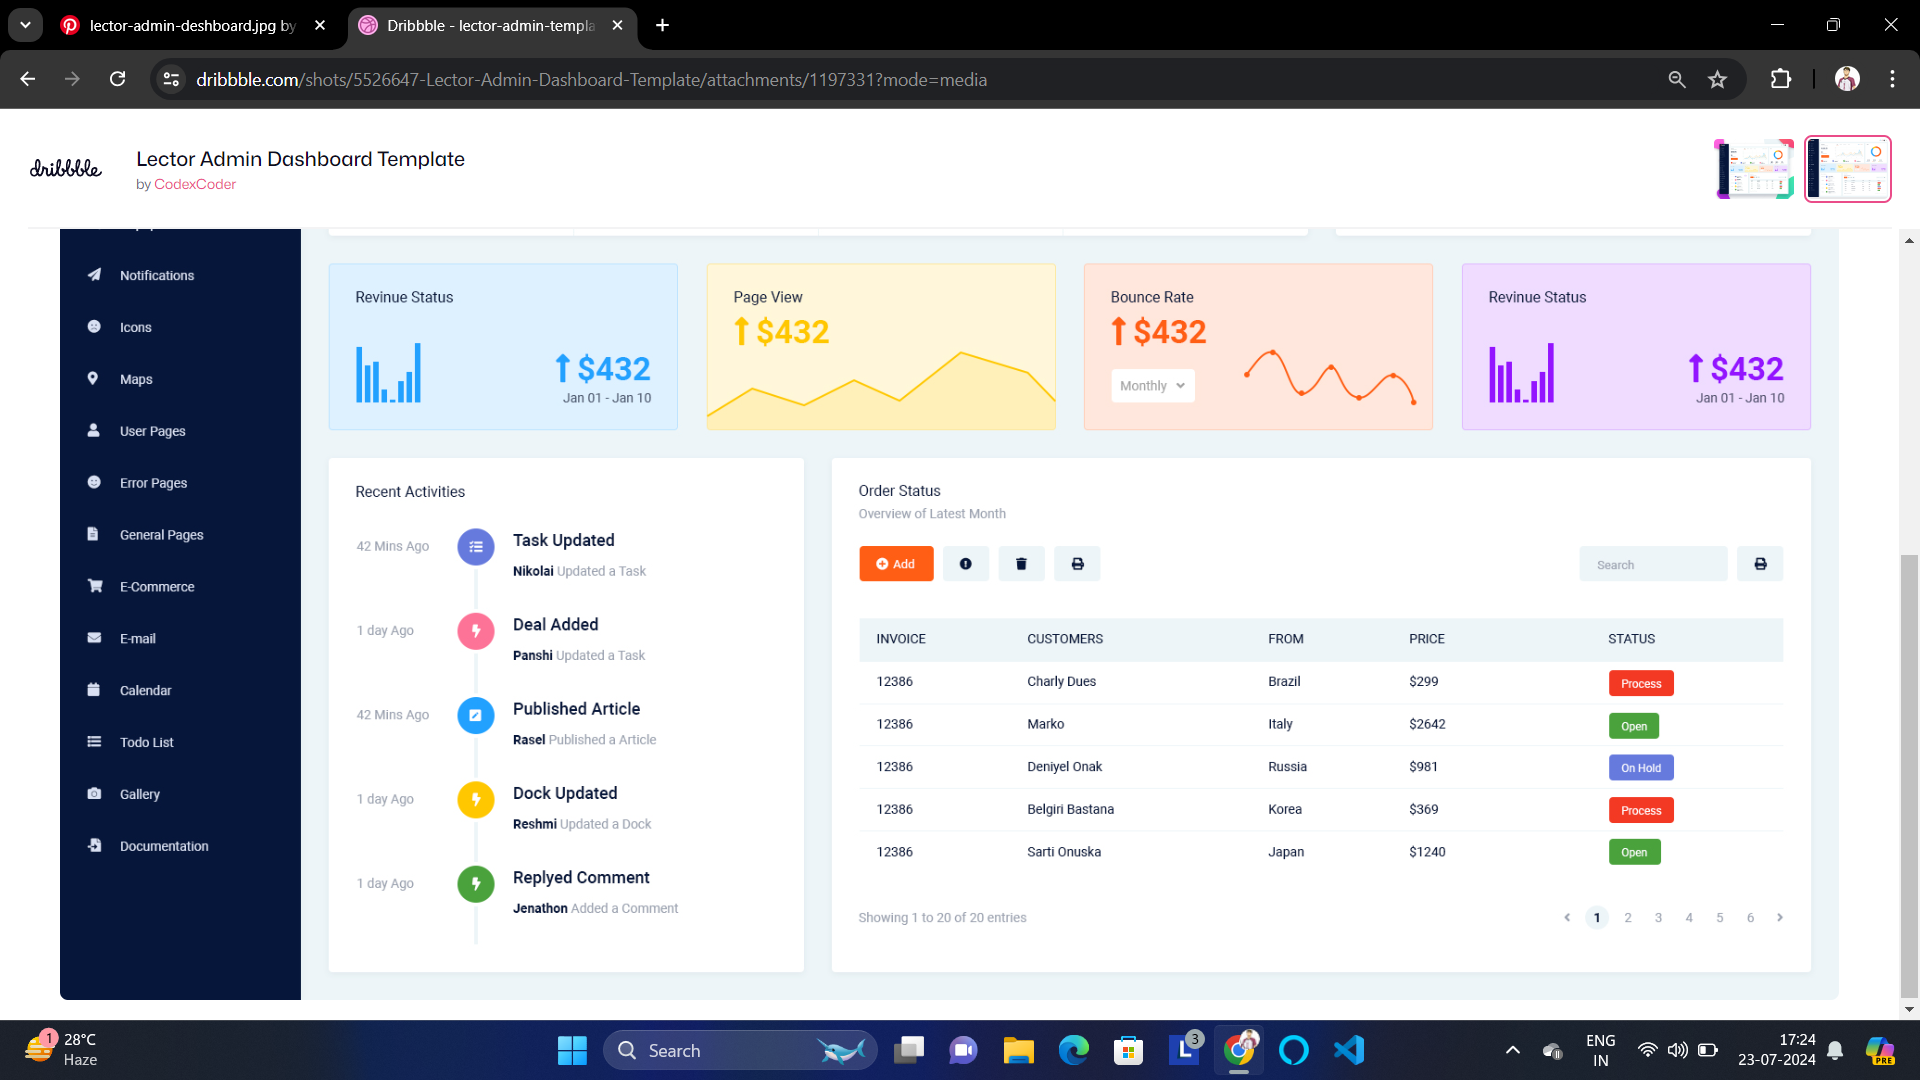 lector-admin-deshboard.jpg by
Dribbble - lector-admin-templa
dribbble.com/shots/5526647-Lector-Admin-Dashboard-Template/attachments/1197331?mode=media
dribbble
Lector Admin Dashboard Template
by CodexCoder
Notifications
Icons
Maps
User Pages
Error Pages
General Pages
E-Commerce
E-mail
Calendar
Todo List
Gallery
Documentation
Revinue Status
$432
Jan 01 - Jan 10
Page View
$432
Bounce Rate
$432
Monthly
Revinue Status
$432
Jan 01 - Jan 10
Recent Activities
42 Mins Ago
Task Updated
Nikolai Updated a Task
1 day Ago
Deal Added
Panshi Updated a Task
42 Mins Ago
Published Article
Rasel Published a Article
1 day Ago
Dock Updated
Reshmi Updated a Dock
1 day Ago
Replyed Comment
Jenathon Added a Comment
Order Status
Overview of Latest Month
Add
Search
INVOICE CUSTOMERS FROM PRICE STATUS
12386 Charly Dues Brazil $299 Process
12386 Marko Italy $2642 Open
12386 Deniyel Onak Russia $981 On Hold
12386 Belgiri Bastana Korea $369 Process
12386 Sarti Onuska Japan $1240 Open
Showing 1 to 20 of 20 entries
1 2 3 4 5 6
1
28°C
Haze
Search
L
3
ENG
IN
17:24
23-07-2024
PRE